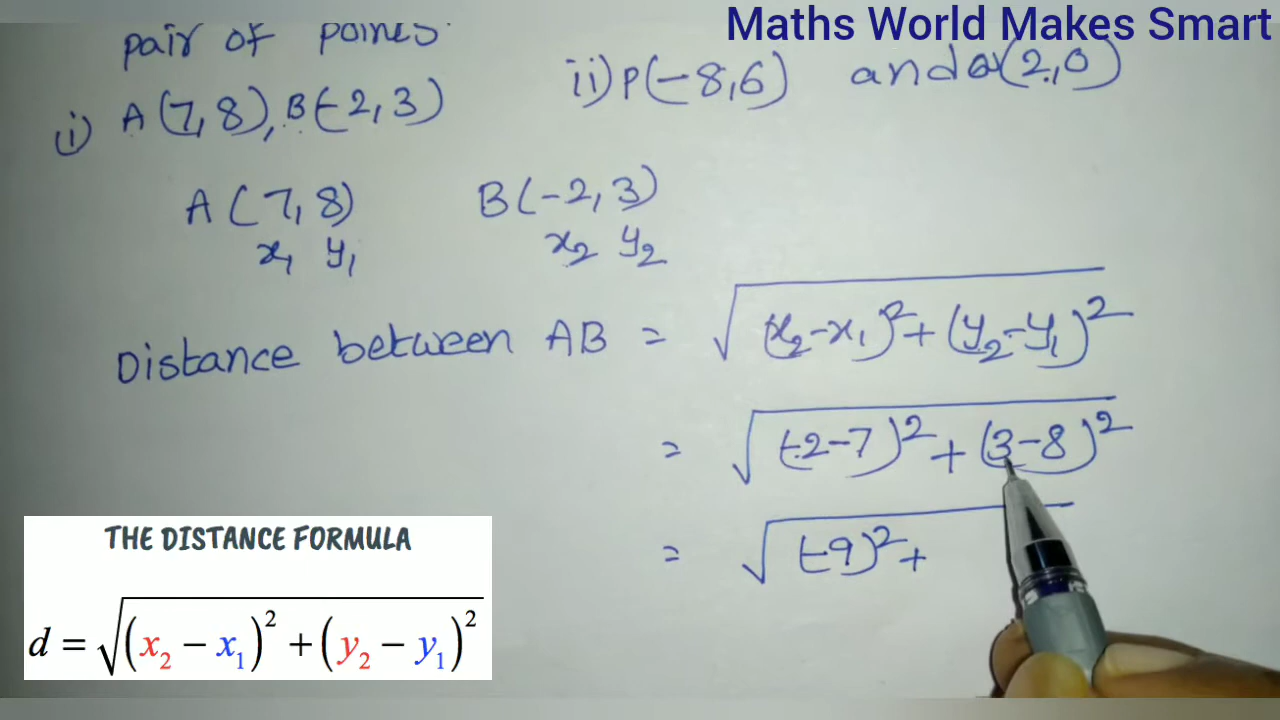 Maths World Makes Smart
pair of points.
i) A(7,8), B(-2,3) ii) P(-8,6) and Q(2,0)
A(7,8) B(-2,3)
x₁ y₁ x₂ y₂
Distance between AB = √(x₂-x₁)²+(y₂-y₁)²
= √(-2-7)²+(3-8)²
= √(-9)²+
THE DISTANCE FORMULA
d = √(x₂ − x₁)² + (y₂ − y₁)²